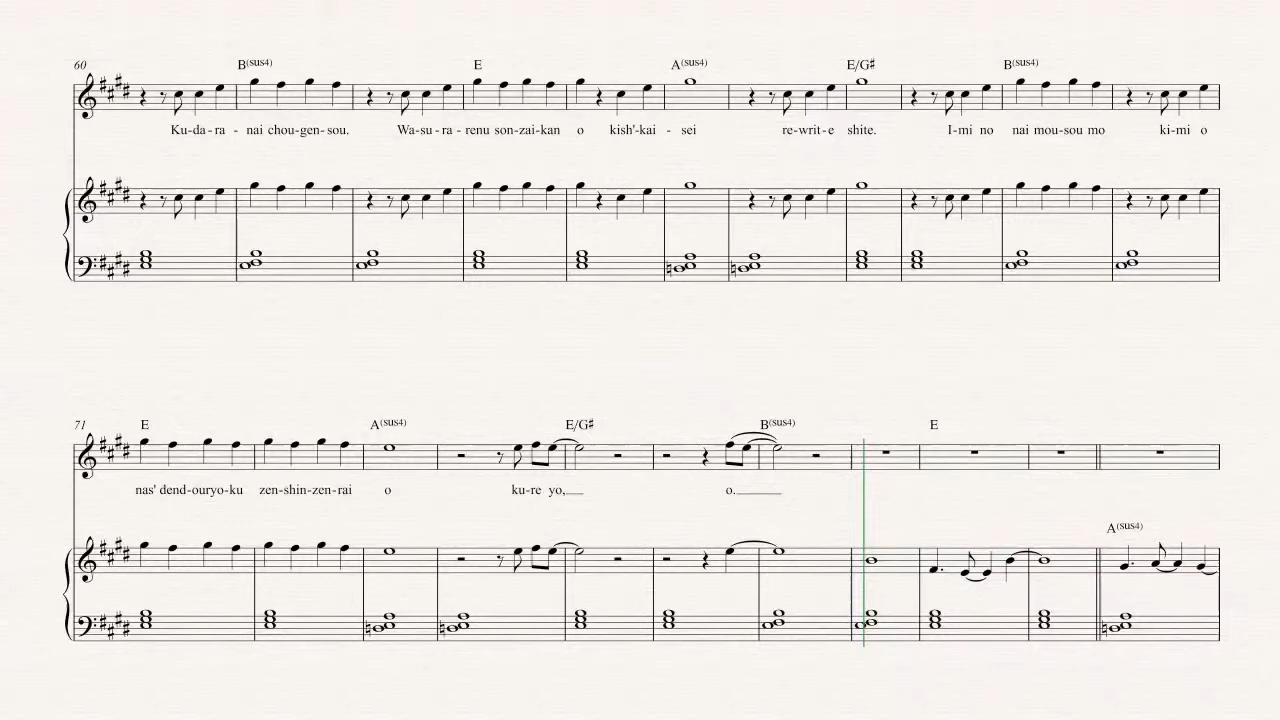 60 B(sus4) E A(sus4) E/G♯ B(sus4)
Ku-da-ra - nai chou-gen-sou. Wa-su-ra-renu son-zai-kan o kish'-kai - sei re-writ-e shite. I-mi no nai mou-sou mo ki-mi o
71 E A(sus4) E/G♯ B(sus4) E
nas' dend-ouryo-ku zen-shin-zen-rai o ku-re yo, o.
A(sus4)